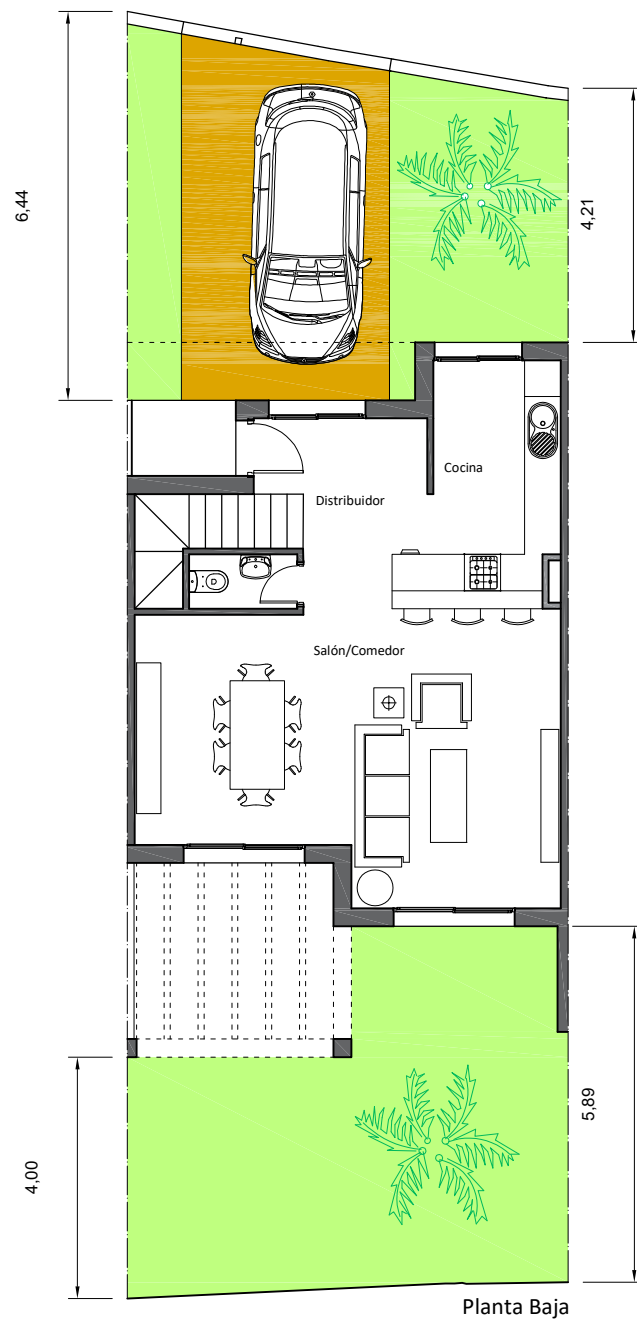 6,44
4,21
Cocina
Distribuidor
Salón/Comedor
5,89
4,00
Planta Baja